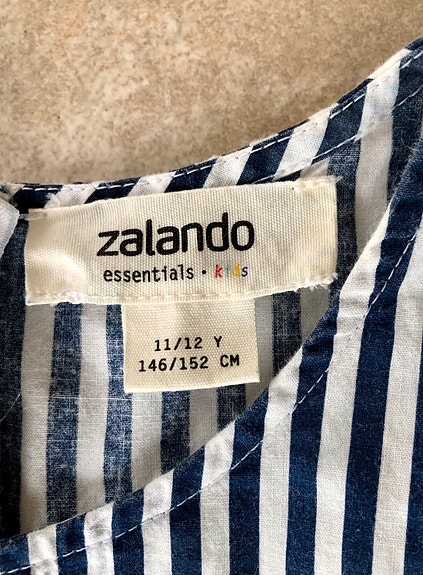 zalando
essentials · kids
11/12 Y
146/152 CM